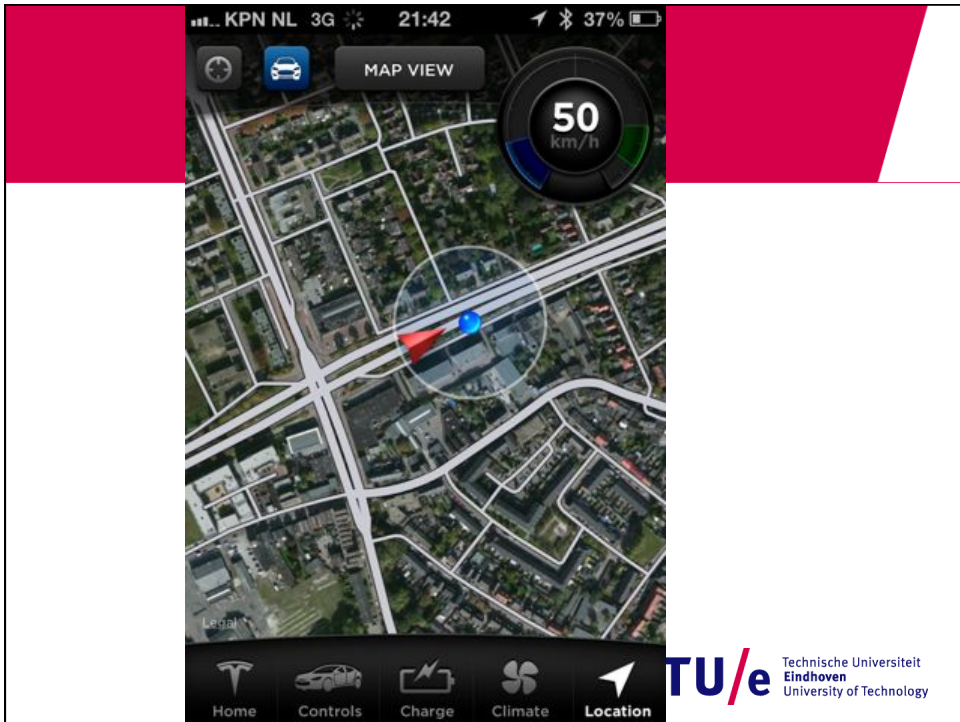 KPN NL 3G 21:42 37%
MAP VIEW
50
km/h
Legal
Home Controls Charge Climate Location
TU/e Technische Universiteit
Eindhoven
University of Technology